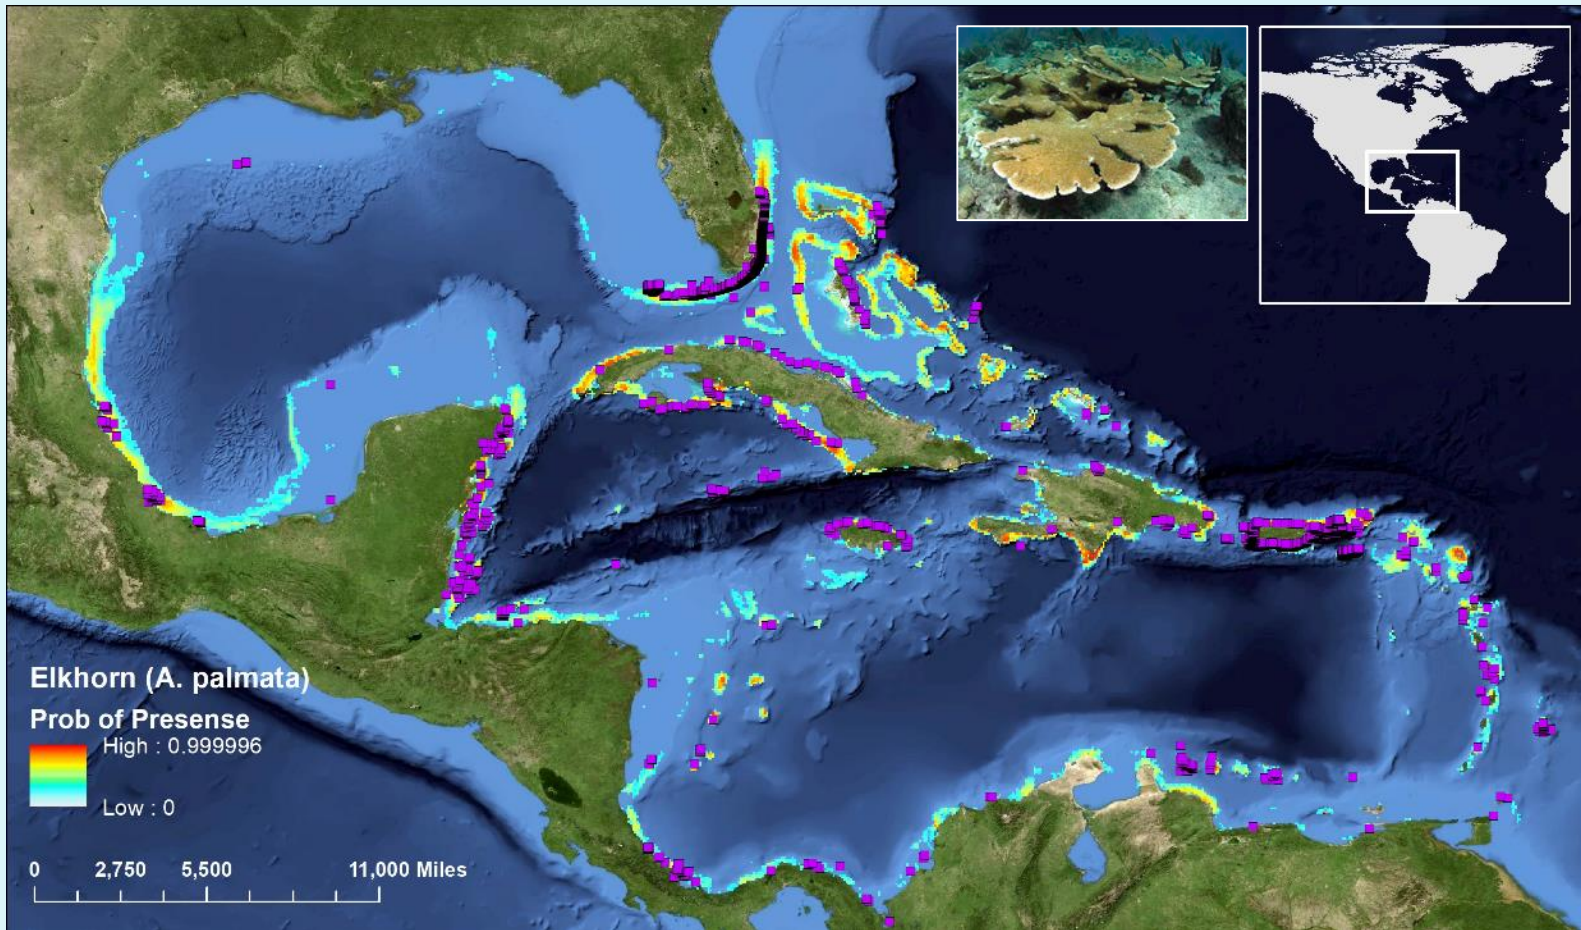 Elkhorn (A. palmata)
Prob of Presense
High : 0.999996
Low : 0
0 2,750 5,500 11,000 Miles